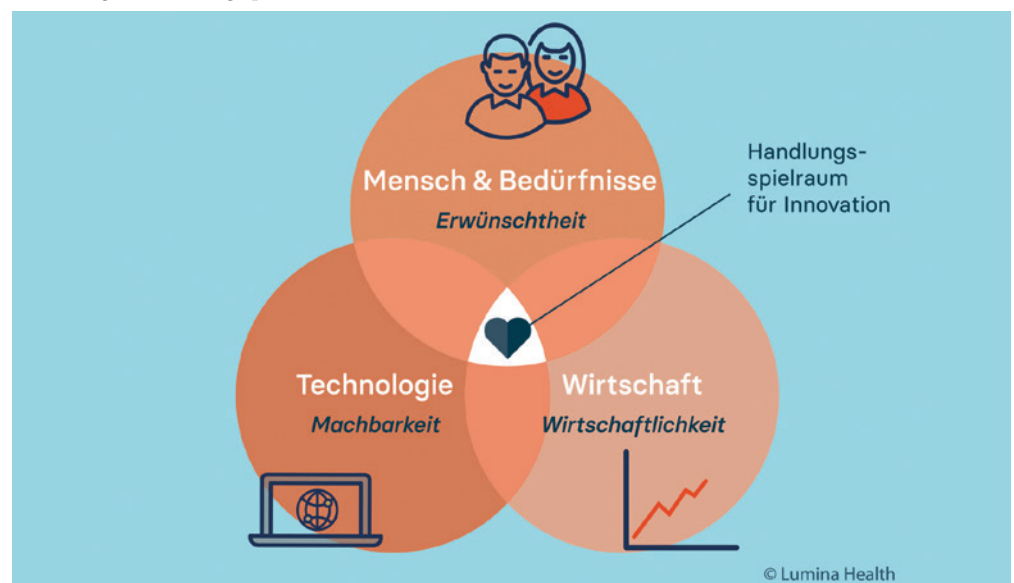 Mensch & Bedürfnisse
Erwünschtheit
Handlungs-
spielraum
für Innovation
Technologie
Machbarkeit
Wirtschaft
Wirtschaftlichkeit
© Lumina Health